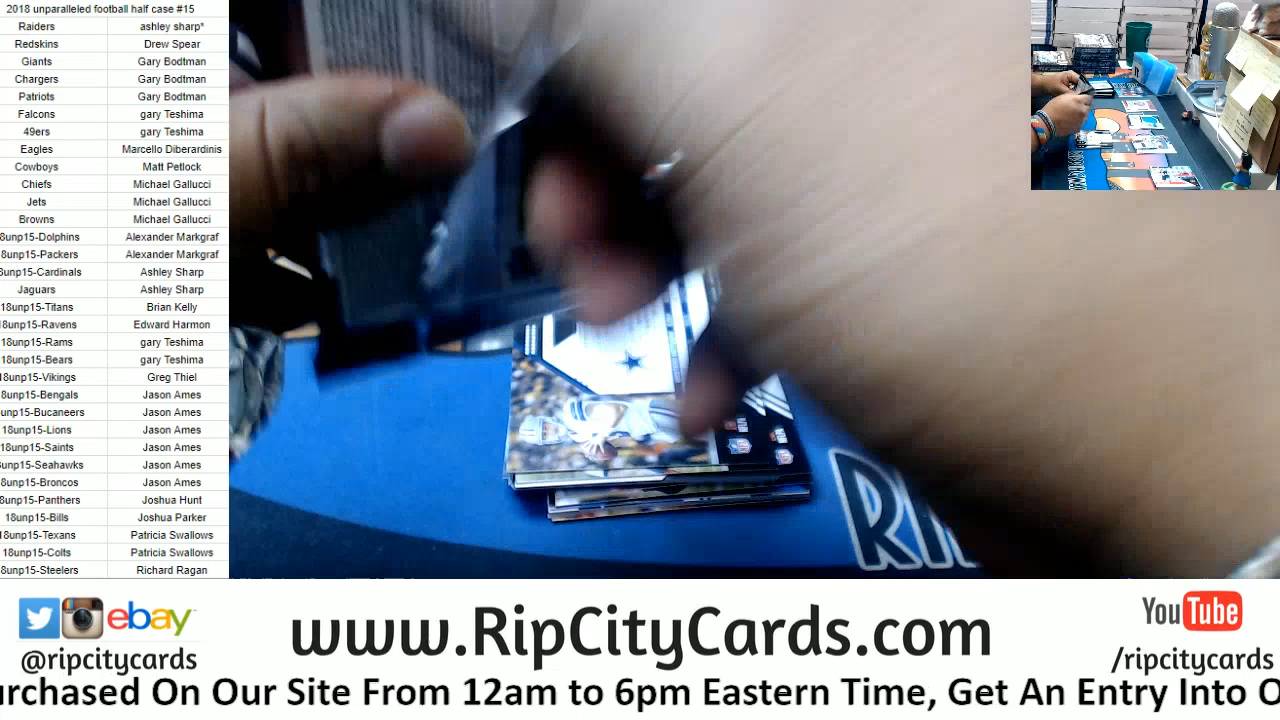 2018 unparalleled football half case #15
Raiders ashley sharp*
Redskins Drew Spear
Giants Gary Bodtman
Chargers Gary Bodtman
Patriots Gary Bodtman
Falcons gary Teshima
49ers gary Teshima
Eagles Marcello Diberardinis
Cowboys Matt Petlock
Chiefs Michael Gallucci
Jets Michael Gallucci
Browns Michael Gallucci
8unp15-Dolphins Alexander Markgraf
8unp15-Packers Alexander Markgraf
8unp15-Cardinals Ashley Sharp
Jaguars Ashley Sharp
18unp15-Titans Brian Kelly
8unp15-Ravens Edward Harmon
18unp15-Rams gary Teshima
18unp15-Bears gary Teshima
18unp15-Vikings Greg Thiel
8unp15-Bengals Jason Ames
unp15-Bucaneers Jason Ames
18unp15-Lions Jason Ames
18unp15-Saints Jason Ames
8unp15-Seahawks Jason Ames
8unp15-Broncos Jason Ames
8unp15-Panthers Joshua Hunt
18unp15-Bills Joshua Parker
18unp15-Texans Patricia Swallows
18unp15-Colts Patricia Swallows
8unp15-Steelers Richard Ragan
ebay
@ripcitycards
www.RipCityCards.com
YouTube
/ripcitycards
urchased On Our Site From 12am to 6pm Eastern Time, Get An Entry Into O